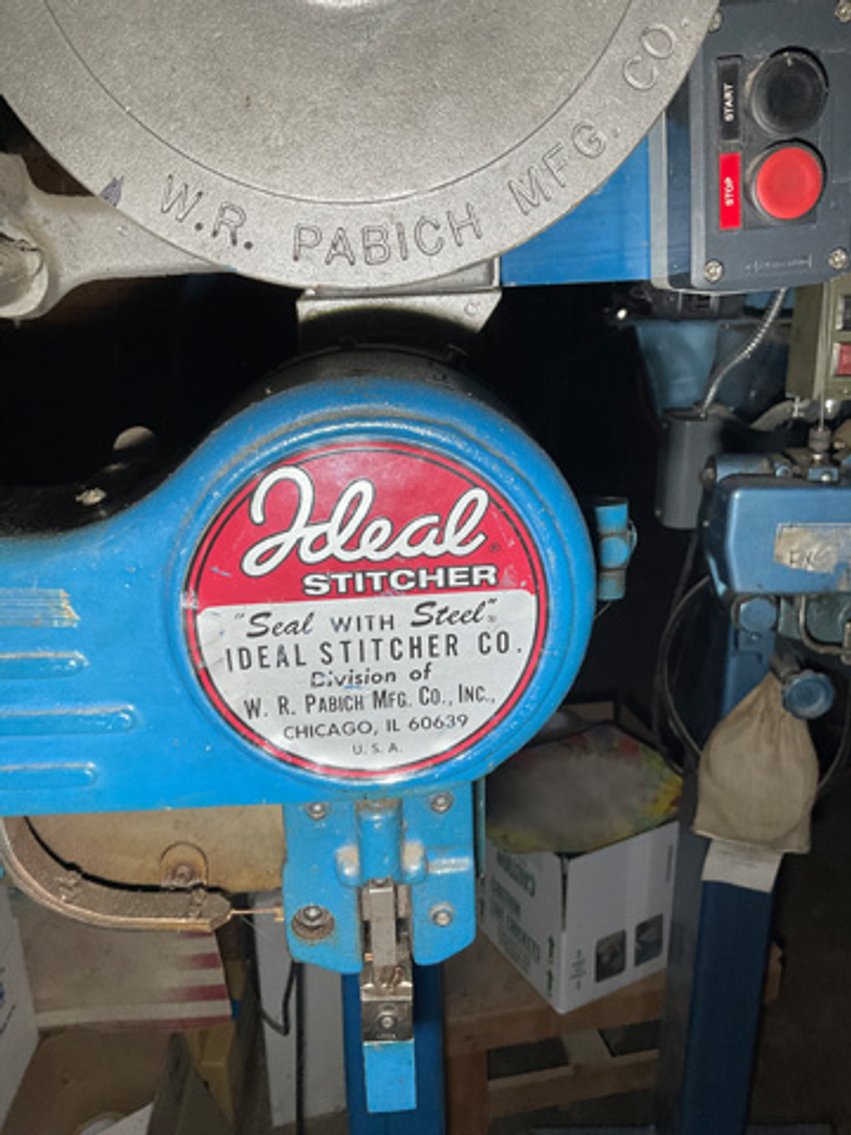 W.R. PABICH MFG. CO.
START
STOP
Ideal®
STITCHER
"Seal WITH Steel"®
IDEAL STITCHER CO.
Division of
W. R. PABICH MFG. CO., INC.,
CHICAGO, IL 60639
U. S. A.